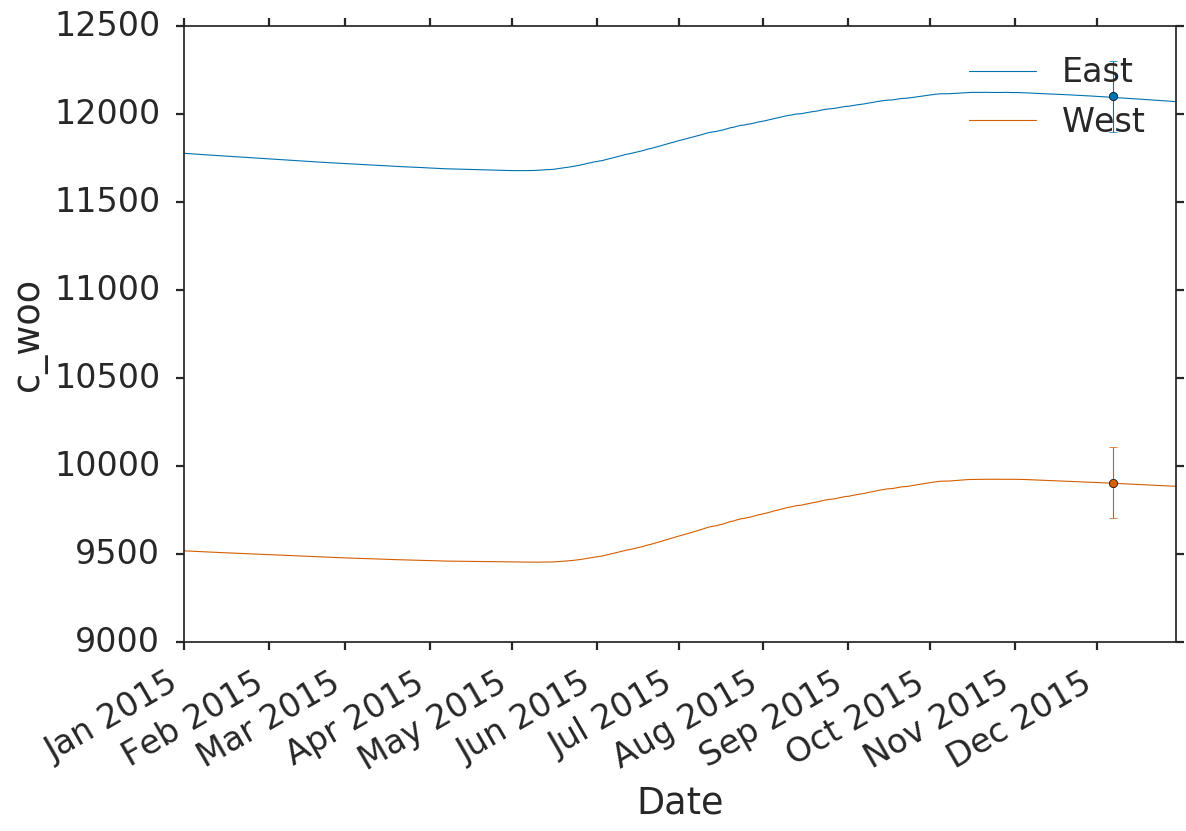 12500
12000
11500
11000
10500
10000
9500
9000
c_woo
East
West
Jan 2015
Feb 2015
Mar 2015
Apr 2015
May 2015
Jun 2015
Jul 2015
Aug 2015
Sep 2015
Oct 2015
Nov 2015
Dec 2015
Date